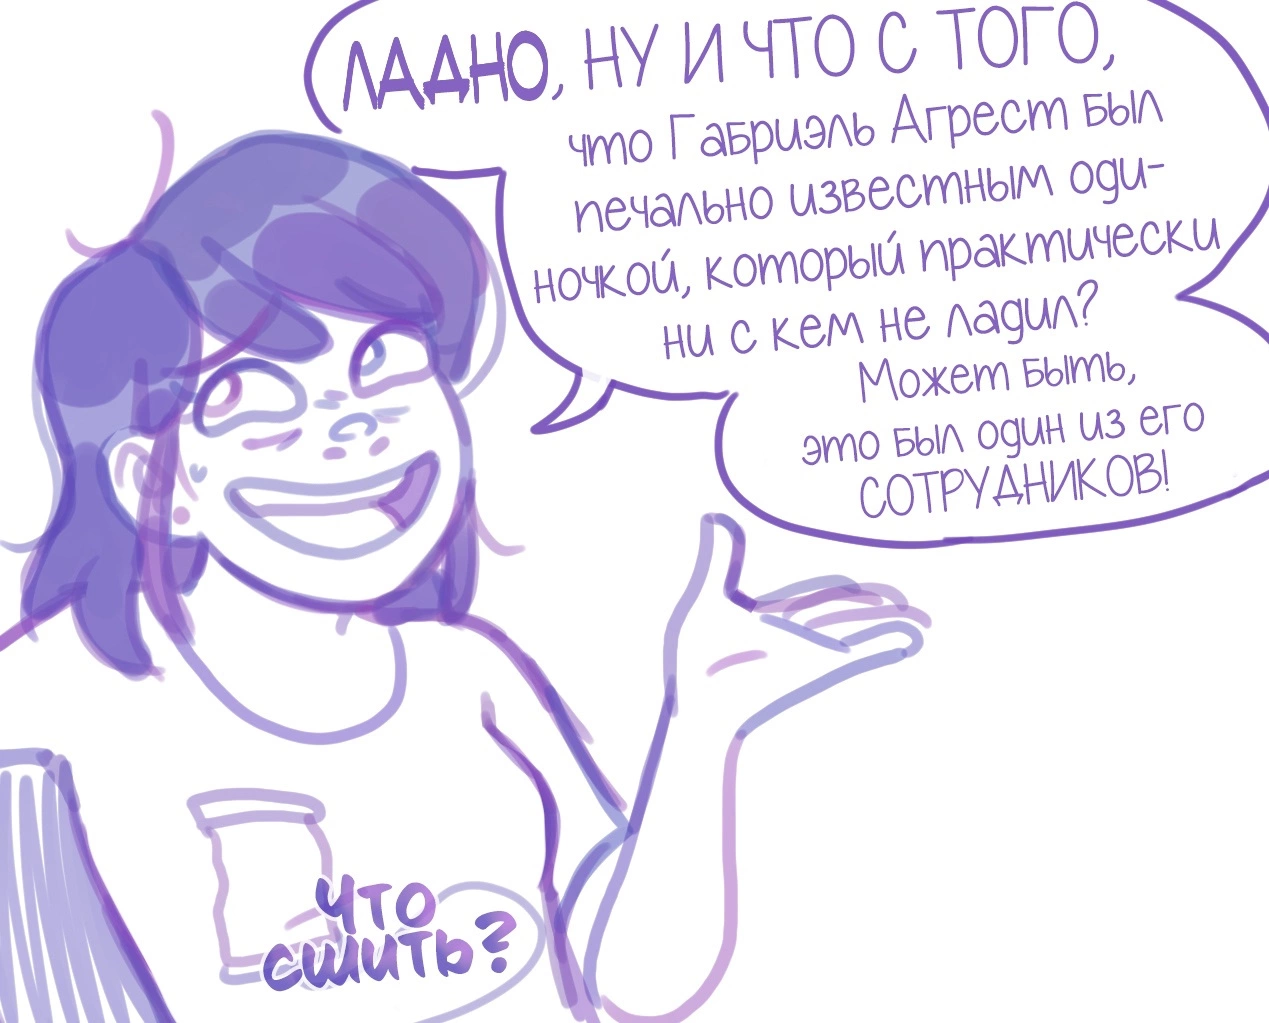 ЛАДНО, НУ И ЧТО С ТОГО,
что Габриэль Агрест был
печально известным оди-
ночкой, который практически
ни с кем не ладил?
Может быть,
это был один из его
СОТРУДНИКОВ!
ЧТО
СШИТЬ?